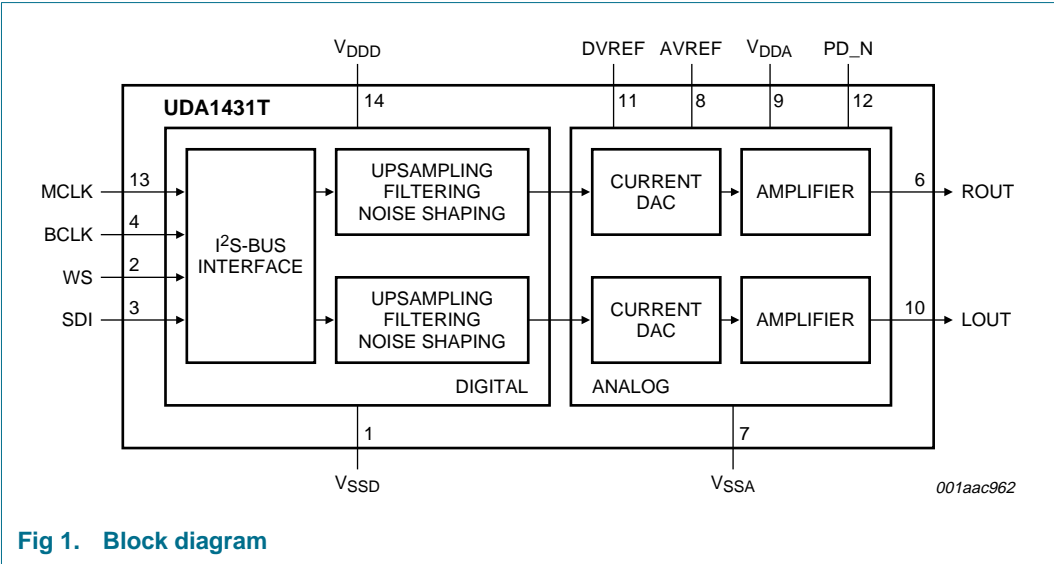 VDDD
DVREF AVREF VDDA PD_N
UDA1431T
14
11
8
9
12
MCLK 13
BCLK 4
WS 2
SDI 3
I2S-BUS
INTERFACE
UPSAMPLING
FILTERING
NOISE SHAPING
CURRENT
DAC
AMPLIFIER
6 ROUT
UPSAMPLING
FILTERING
NOISE SHAPING
CURRENT
DAC
AMPLIFIER
10 LOUT
DIGITAL
ANALOG
1
7
VSSD
VSSA
001aac962
Fig 1. Block diagram